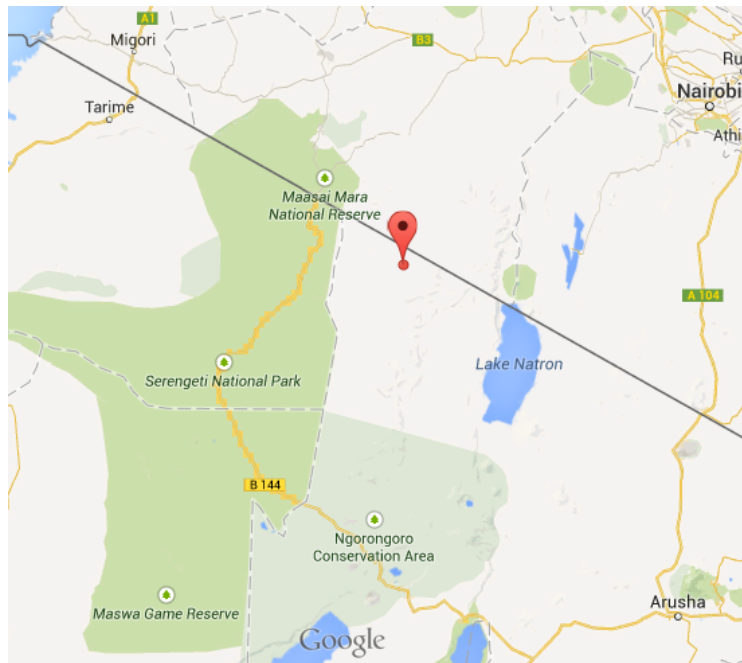 A1
Migori
B3
Ru
Nairobi
Tarime
Athi
Maasai Mara
National Reserve
A 104
Lake Natron
Serengeti National Park
B 144
Ngorongoro
Conservation Area
Maswa Game Reserve
Arusha
Google